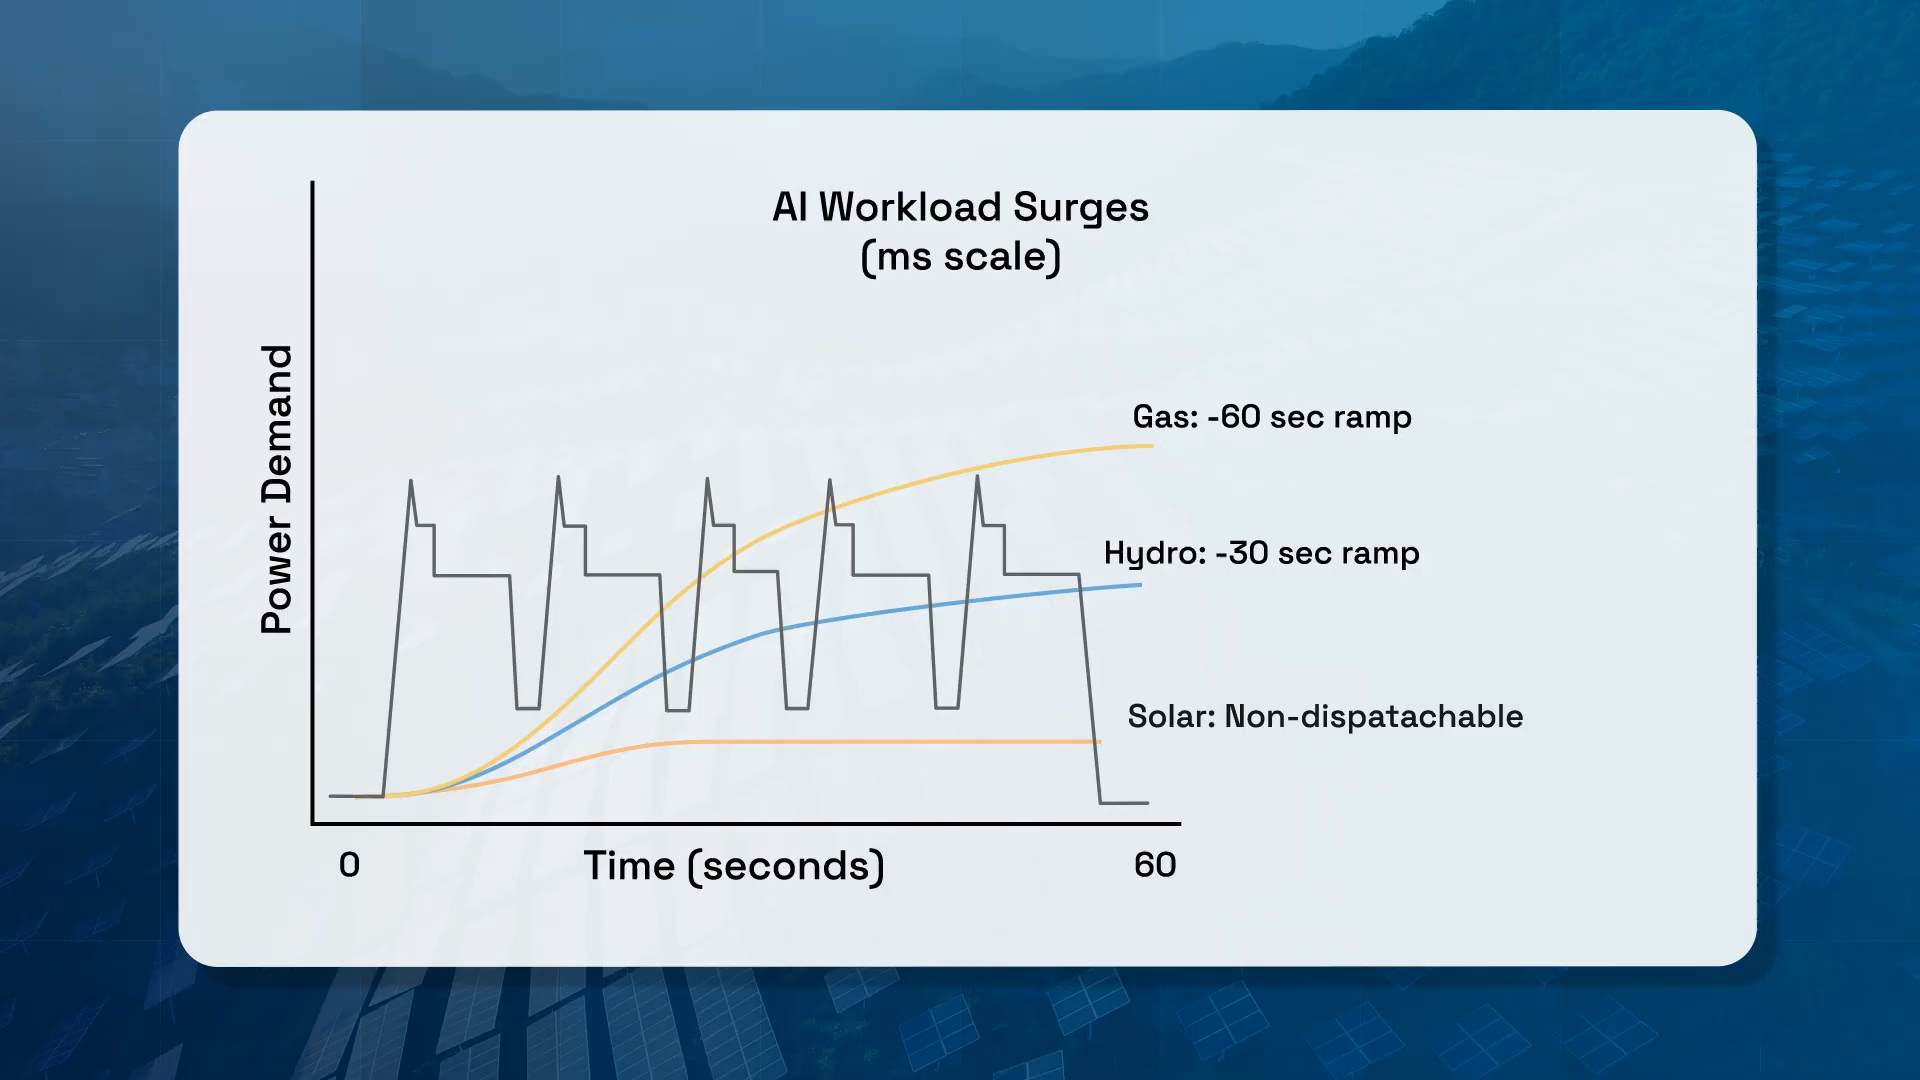 AI Workload Surges
(ms scale)
Power Demand
Gas: -60 sec ramp
Hydro: -30 sec ramp
Solar: Non-dispatachable
0
Time (seconds)
60